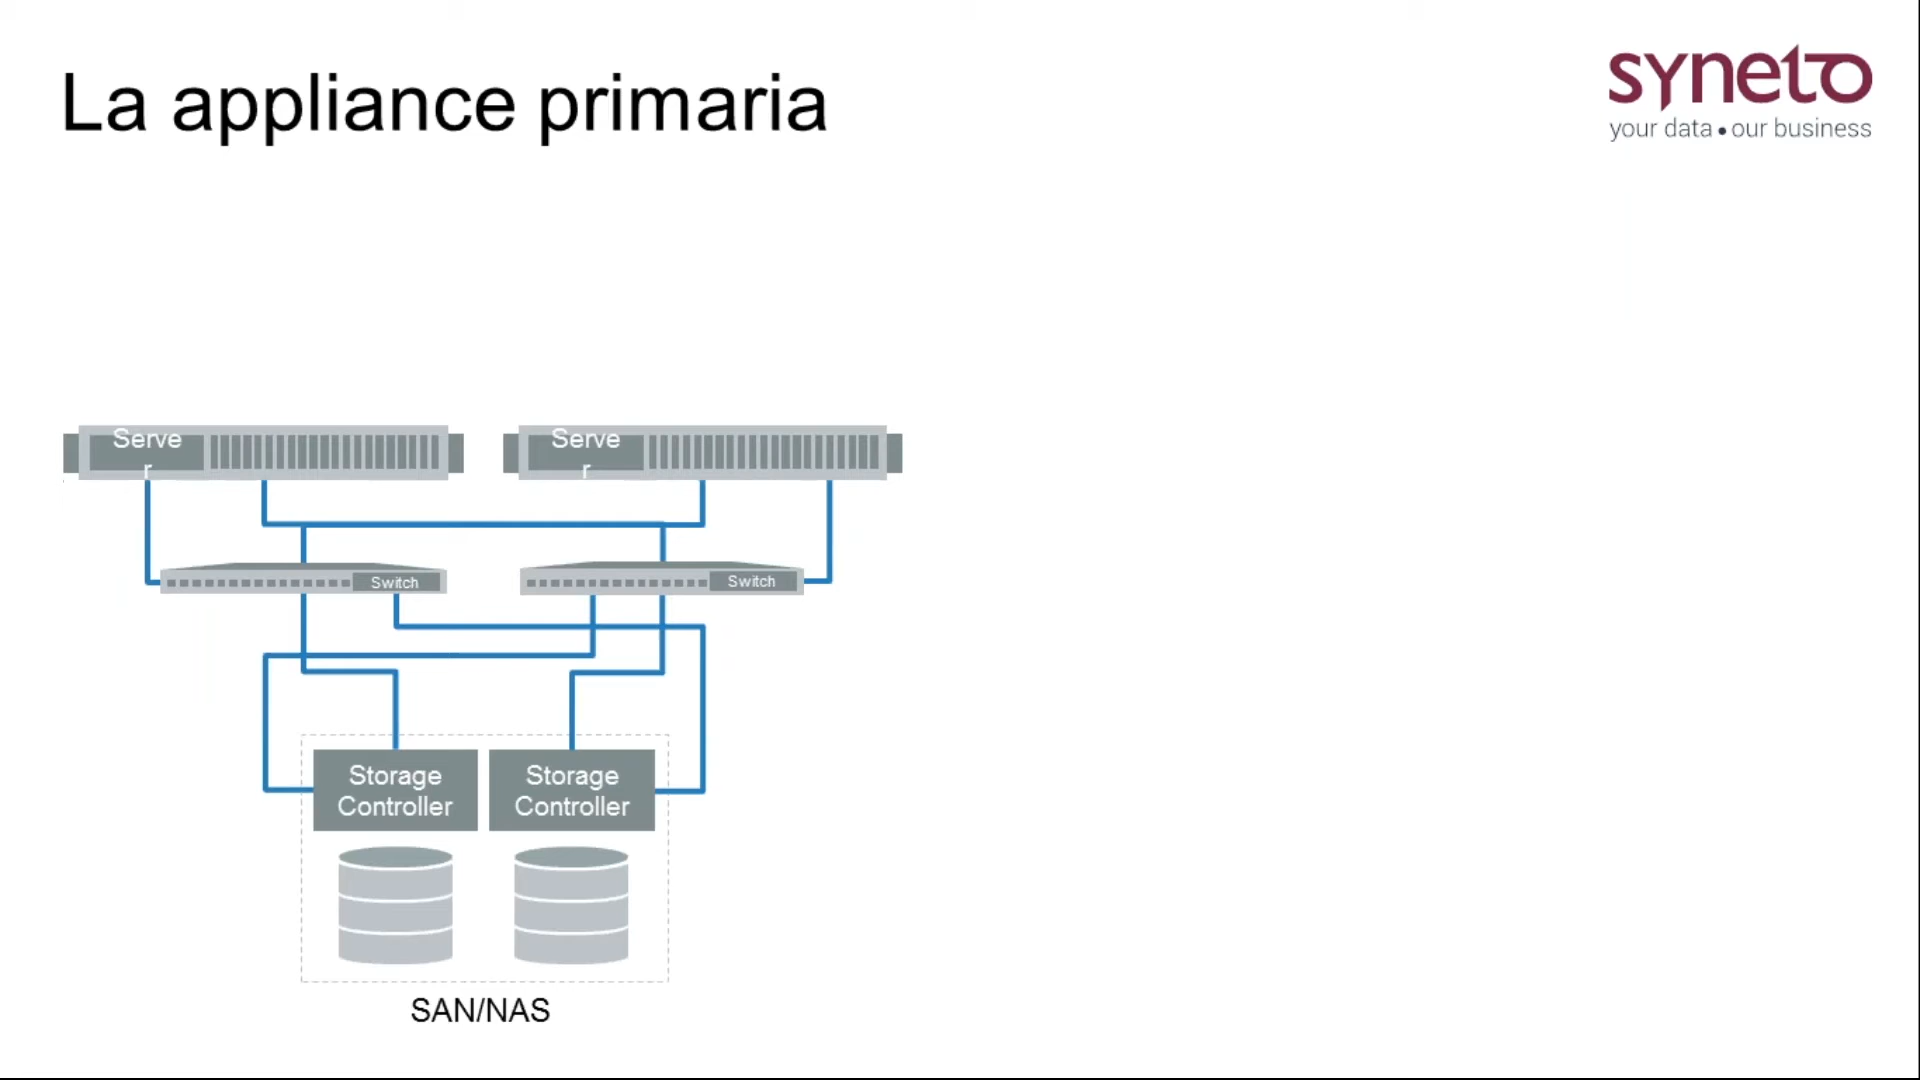 La appliance primaria
syneto
your data • our business
Serve
r
Serve
r
Switch
Switch
Storage
Controller
Storage
Controller
SAN/NAS